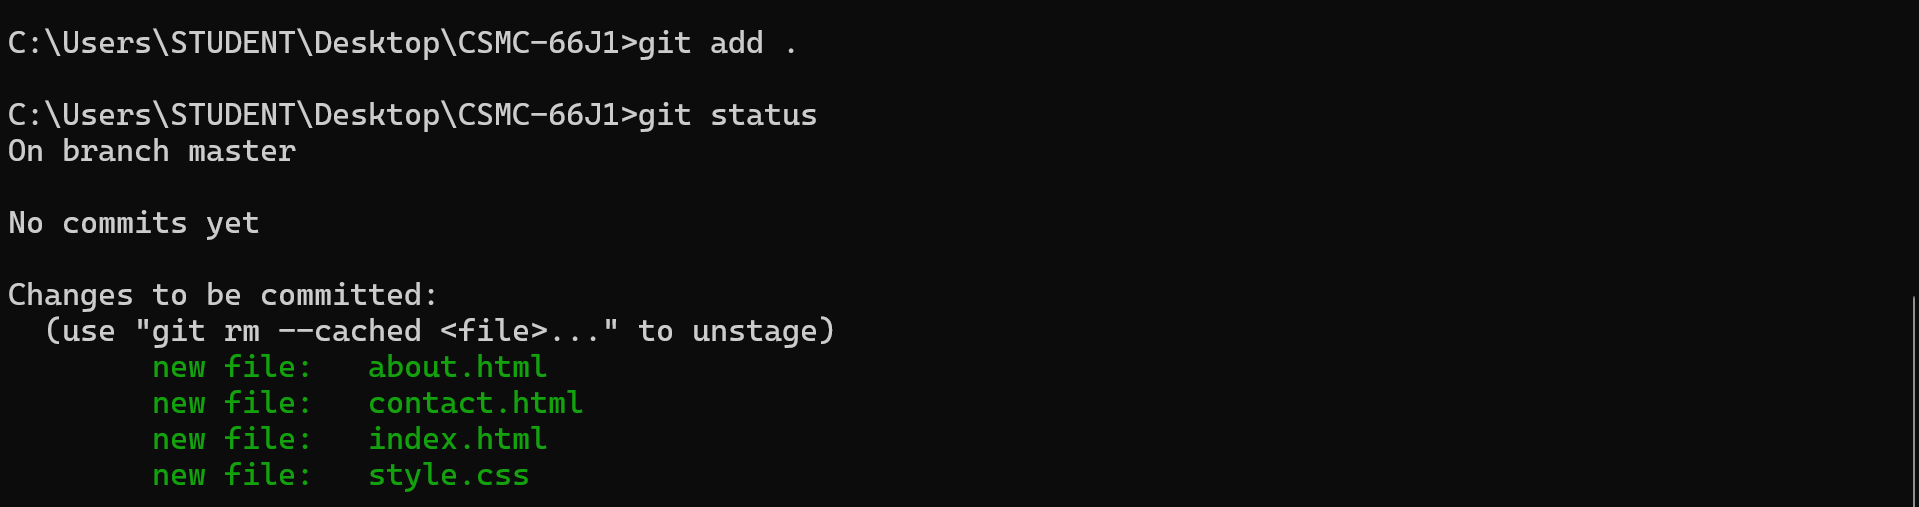 C:\Users\STUDENT\Desktop\CSMC-66J1>git add .
C:\Users\STUDENT\Desktop\CSMC-66J1>git status
On branch master
No commits yet
Changes to be committed:
  (use "git rm --cached <file>..." to unstage)
        new file:   about.html
        new file:   contact.html
        new file:   index.html
        new file:   style.css